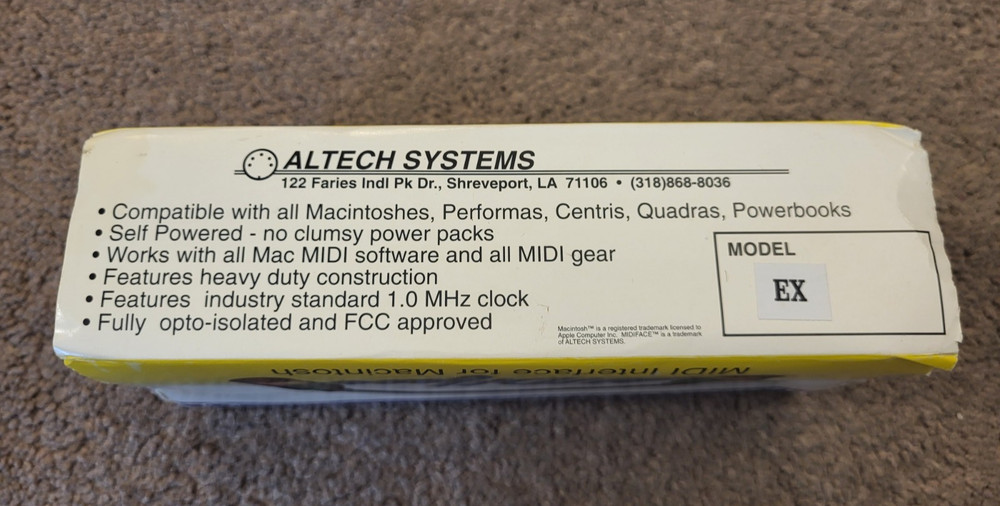 ALTECH SYSTEMS
122 Faries Indl Pk Dr., Shreveport, LA 71106 • (318)868-8036
• Compatible with all Macintoshes, Performas, Centris, Quadras, Powerbooks
• Self Powered - no clumsy power packs
• Works with all Mac MIDI software and all MIDI gear
• Features heavy duty construction
• Features industry standard 1.0 MHz clock
• Fully opto-isolated and FCC approved
MODEL
EX
Macintosh™ is a registered trademark licensed to
Apple Computer Inc. MIDIFACE™ is a trademark
of ALTECH SYSTEMS.
MIDI Interface for Macintosh